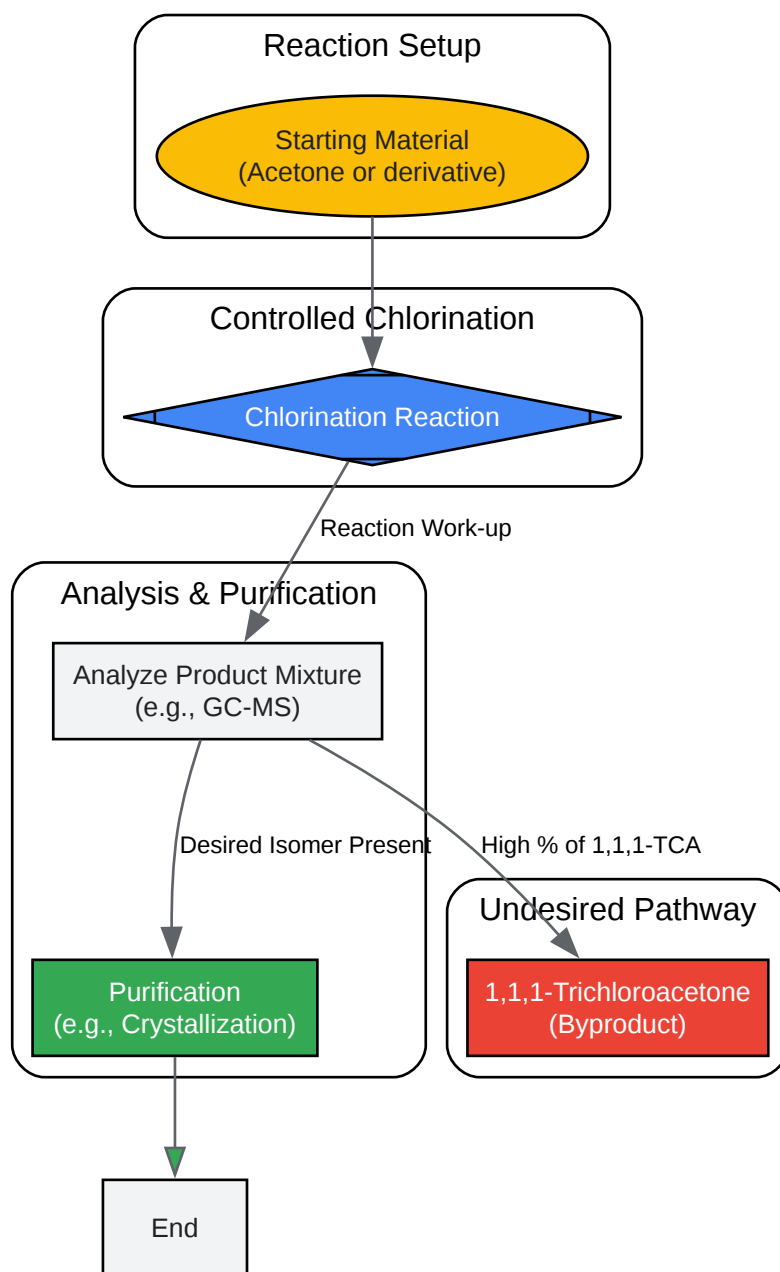 Reaction Setup
Starting Material
(Acetone or derivative)
Controlled Chlorination
Chlorination Reaction
Reaction Work-up
Analysis & Purification
Analyze Product Mixture
(e.g., GC-MS)
Desired Isomer Present
High % of 1,1,1-TCA
Undesired Pathway
Purification
(e.g., Crystallization)
1,1,1-Trichloroacetone
(Byproduct)
End